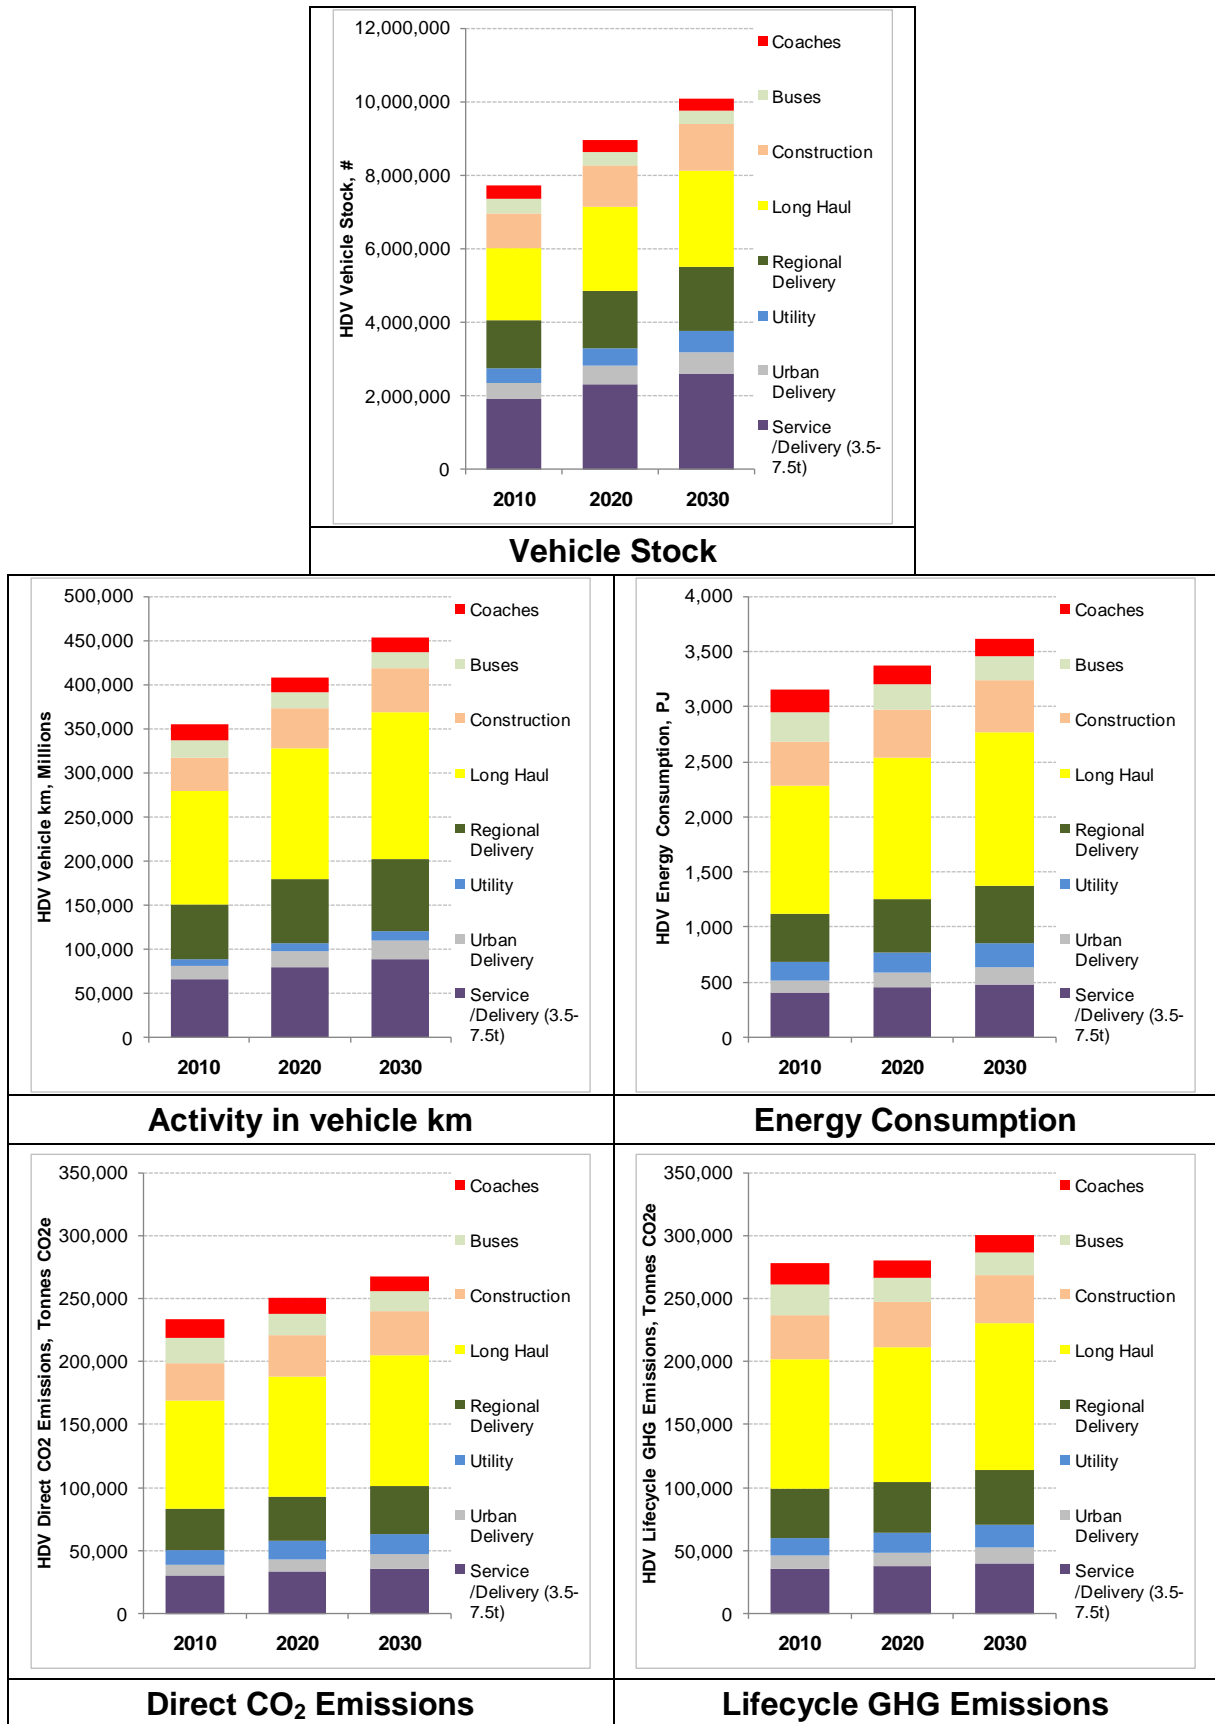 12,000,000
10,000,000
8,000,000
6,000,000
4,000,000
2,000,000
0
HDV Vehicle Stock, #
2010
2020
2030
Coaches
Buses
Construction
Long Haul
Regional
Delivery
Utility
Urban
Delivery
Service
/Delivery (3.5-
7.5t)
Vehicle Stock
500,000
450,000
400,000
350,000
300,000
250,000
200,000
150,000
100,000
50,000
0
HDV Vehicle km, Millions
2010
2020
2030
Coaches
Buses
Construction
Long Haul
Regional
Delivery
Utility
Urban
Delivery
Service
/Delivery (3.5-
7.5t)
Activity in vehicle km
4,000
3,500
3,000
2,500
2,000
1,500
1,000
500
0
HDV Energy Consumption, PJ
2010
2020
2030
Coaches
Buses
Construction
Long Haul
Regional
Delivery
Utility
Urban
Delivery
Service
/Delivery (3.5-
7.5t)
Energy Consumption
350,000
300,000
250,000
200,000
150,000
100,000
50,000
0
HDV Direct CO2 Emissions, Tonnes CO2e
2010
2020
2030
Coaches
Buses
Construction
Long Haul
Regional
Delivery
Utility
Urban
Delivery
Service
/Delivery (3.5-
7.5t)
Direct CO₂ Emissions
350,000
300,000
250,000
200,000
150,000
100,000
50,000
0
HDV Lifecycle GHG Emissions, Tonnes CO2e
2010
2020
2030
Coaches
Buses
Construction
Long Haul
Regional
Delivery
Utility
Urban
Delivery
Service
/Delivery (3.5-
7.5t)
Lifecycle GHG Emissions